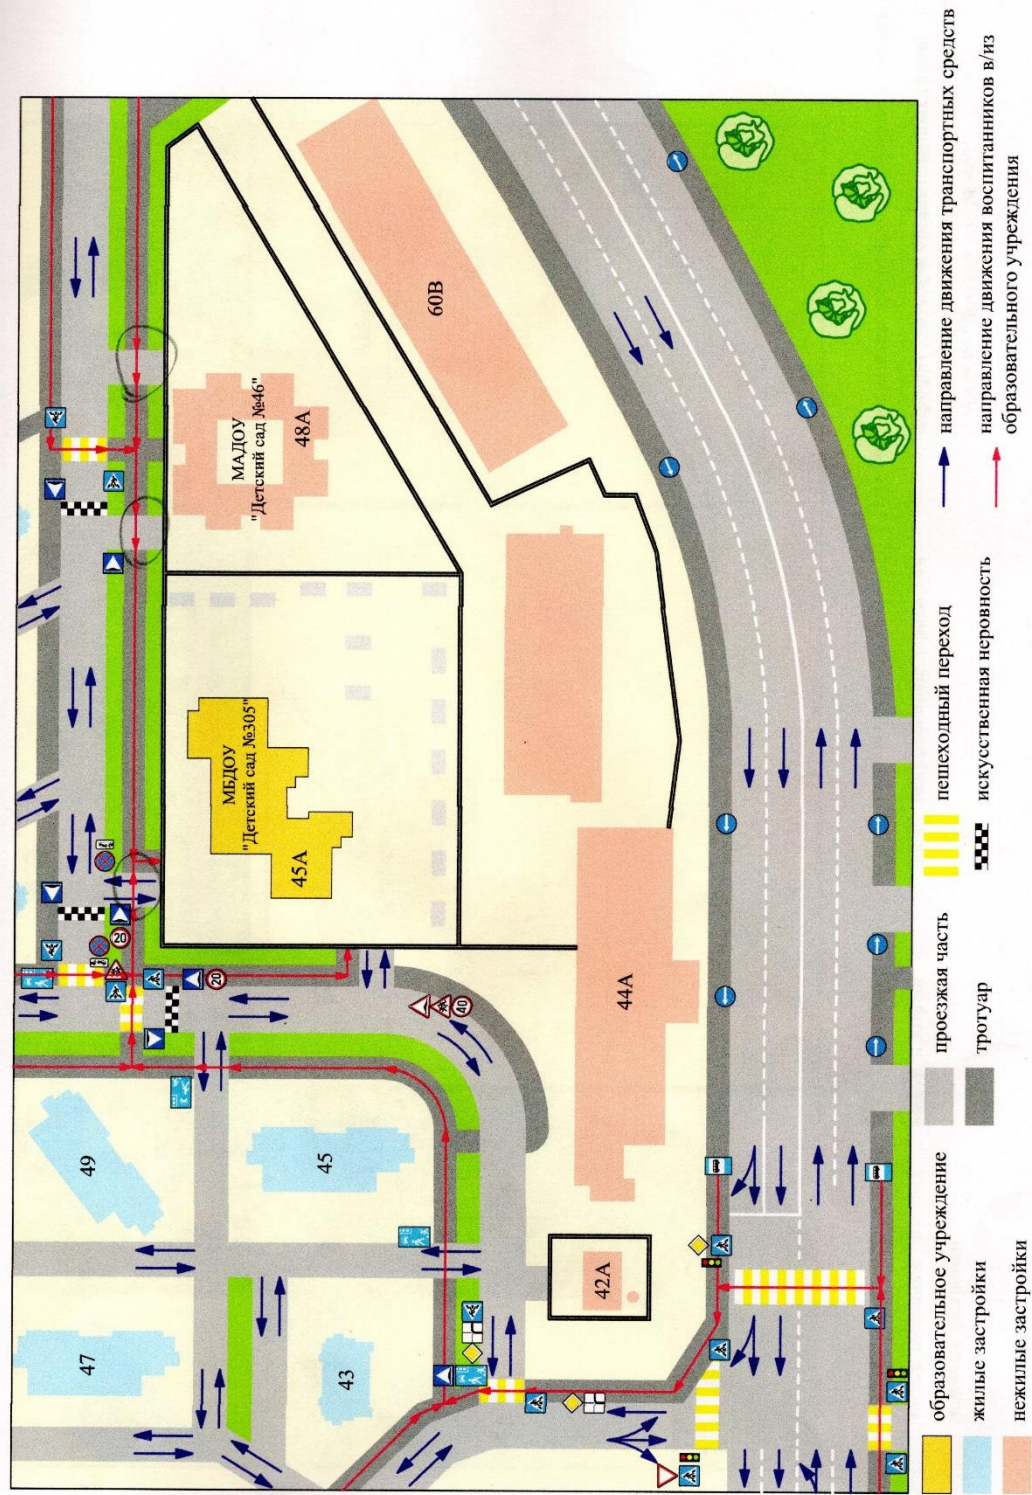 49
47
45
43
МБДОУ
"Детский сад №305"
45А
МАДОУ
"Детский сад №46"
48А
60В
44А
42А
20
20
40
образовательное учреждение
жилые застройки
нежилые застройки
проезжая часть
тротуар
пешеходный переход
искусственная неровность
направление движения транспортных средств
направление движения воспитанников в/из
образовательного учреждения